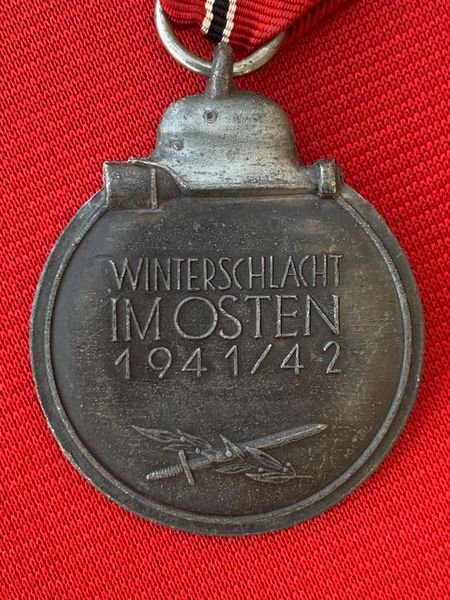 WINTERSCHLACHT
IM OSTEN
1941/42